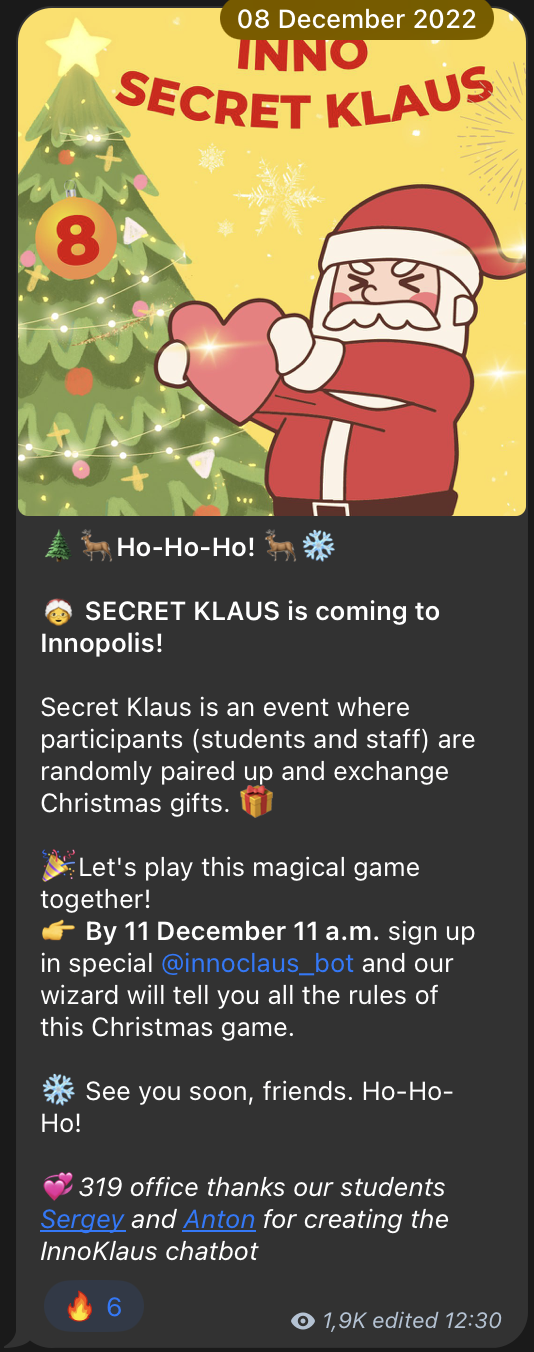 08 December 2022
INNO
SECRET KLAUS
8
🎄🦌Ho-Ho-Ho! 🦌❄️
🤶 SECRET KLAUS is coming to
Innopolis!
Secret Klaus is an event where
participants (students and staff) are
randomly paired up and exchange
Christmas gifts. 🎁
🎉Let's play this magical game
together!
👉 By 11 December 11 a.m. sign up
in special @innoclaus_bot and our
wizard will tell you all the rules of
this Christmas game.
❄️ See you soon, friends. Ho-Ho-
Ho!
💞 319 office thanks our students
Sergey and Anton for creating the
InnoKlaus chatbot
🔥 6
1,9K edited 12:30